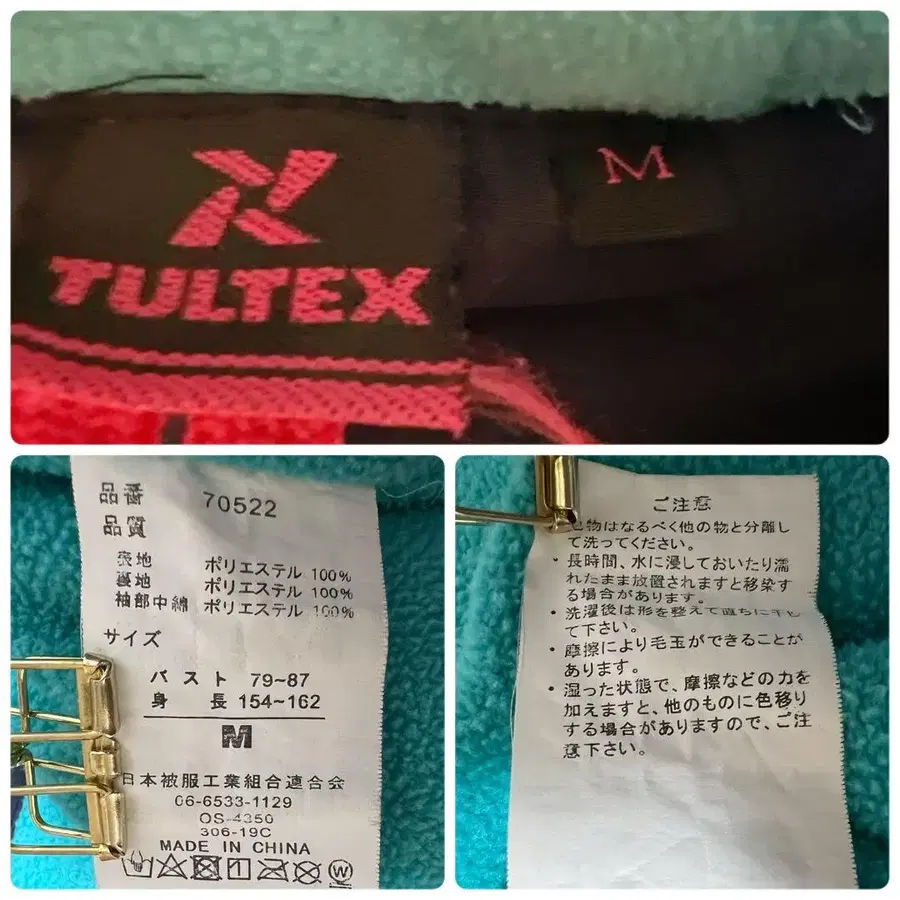 TULTEX
M
品番 70522
品質
表地 ポリエステル 100%
裏地 ポリエステル 100%
袖部中綿 ポリエステル 100%
サイズ
バスト 79~87
身長 154~162
M
日本被服工業組合連合会
06-6533-1129
OS-4350
306-19C
MADE IN CHINA
ご注意
物はなるべく他の物と分離し
て洗ってください。
・長時間、水に浸しておいたり濡
れたまま放置されますと移染す
る場合があります。
・洗濯後は形を整えて直ちに干し
て下さい。
・摩擦により毛玉ができることが
あります。
・湿った状態で、摩擦などの力を
加えますと、他のものに色移り
する場合がありますので、ご注
意下さい。